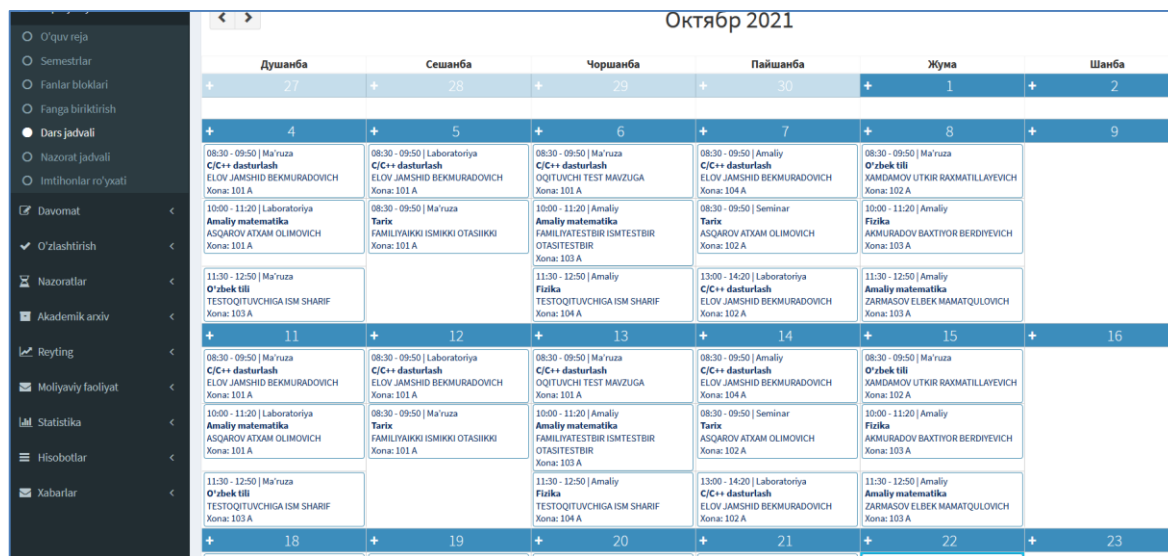 Октябр 2021
O'quv reja
Semestrlar
Fanlar bloklari
Fanga biriktirish
Dars jadvali
Nazorat jadvali
Imtihonlar ro'yxati
Davomat
O'zlashtirish
Nazoratlar
Akademik arxiv
Reyting
Moliyaviy faoliyat
Statistika
Hisobotlar
Xabarlar
Душанба Сешанба Чоршанба Пайшанба Жума Шанба
+ 27 + 28 + 29 + 30 + 1 + 2
+ 4 + 5 + 6 + 7 + 8 + 9
08:30 - 09:50 | Ma'ruza
C/C++ dasturlash
ELOV JAMSHID BEKMURADOVICH
Xona: 101 A
08:30 - 09:50 | Laboratoriya
C/C++ dasturlash
ELOV JAMSHID BEKMURADOVICH
Xona: 101 A
08:30 - 09:50 | Ma'ruza
C/C++ dasturlash
OQITUVCHI TEST MAVZUGA
Xona: 101 A
08:30 - 09:50 | Amaliy
C/C++ dasturlash
ELOV JAMSHID BEKMURADOVICH
Xona: 104 A
08:30 - 09:50 | Ma'ruza
O'zbek tili
XAMDAMOV UTKIR RAXMATILLAYEVICH
Xona: 102 A
10:00 - 11:20 | Laboratoriya
Amaliy matematika
ASQAROV ATXAM OLIMOVICH
Xona: 101 A
08:30 - 09:50 | Ma'ruza
Tarix
FAMILIYAIKKI ISMIKKI OTASIIKKI
Xona: 101 A
10:00 - 11:20 | Amaliy
Amaliy matematika
FAMILIYATESTBIR ISMTESTBIR
OTASITESTBIR
Xona: 103 A
08:30 - 09:50 | Seminar
Tarix
ASQAROV ATXAM OLIMOVICH
Xona: 102 A
10:00 - 11:20 | Amaliy
Fizika
AKMURADOV BAXTIYOR BERDIYEVICH
Xona: 103 A
11:30 - 12:50 | Ma'ruza
O'zbek tili
TESTOQITUVCHIGA ISM SHARIF
Xona: 103 A
11:30 - 12:50 | Amaliy
Fizika
TESTOQITUVCHIGA ISM SHARIF
Xona: 104 A
13:00 - 14:20 | Laboratoriya
C/C++ dasturlash
ELOV JAMSHID BEKMURADOVICH
Xona: 102 A
11:30 - 12:50 | Amaliy
Amaliy matematika
ZARMASOV ELBEK MAMATQULOVICH
Xona: 103 A
+ 11 + 12 + 13 + 14 + 15 + 16
08:30 - 09:50 | Ma'ruza
C/C++ dasturlash
ELOV JAMSHID BEKMURADOVICH
Xona: 101 A
08:30 - 09:50 | Laboratoriya
C/C++ dasturlash
ELOV JAMSHID BEKMURADOVICH
Xona: 101 A
08:30 - 09:50 | Ma'ruza
C/C++ dasturlash
OQITUVCHI TEST MAVZUGA
Xona: 101 A
08:30 - 09:50 | Amaliy
C/C++ dasturlash
ELOV JAMSHID BEKMURADOVICH
Xona: 104 A
08:30 - 09:50 | Ma'ruza
O'zbek tili
XAMDAMOV UTKIR RAXMATILLAYEVICH
Xona: 102 A
10:00 - 11:20 | Laboratoriya
Amaliy matematika
ASQAROV ATXAM OLIMOVICH
Xona: 101 A
08:30 - 09:50 | Ma'ruza
Tarix
FAMILIYAIKKI ISMIKKI OTASIIKKI
Xona: 101 A
10:00 - 11:20 | Amaliy
Amaliy matematika
FAMILIYATESTBIR ISMTESTBIR
OTASITESTBIR
Xona: 103 A
08:30 - 09:50 | Seminar
Tarix
ASQAROV ATXAM OLIMOVICH
Xona: 102 A
10:00 - 11:20 | Amaliy
Fizika
AKMURADOV BAXTIYOR BERDIYEVICH
Xona: 103 A
11:30 - 12:50 | Ma'ruza
O'zbek tili
TESTOQITUVCHIGA ISM SHARIF
Xona: 103 A
11:30 - 12:50 | Amaliy
Fizika
TESTOQITUVCHIGA ISM SHARIF
Xona: 104 A
13:00 - 14:20 | Laboratoriya
C/C++ dasturlash
ELOV JAMSHID BEKMURADOVICH
Xona: 102 A
11:30 - 12:50 | Amaliy
Amaliy matematika
ZARMASOV ELBEK MAMATQULOVICH
Xona: 103 A
+ 18 + 19 + 20 + 21 + 22 + 23